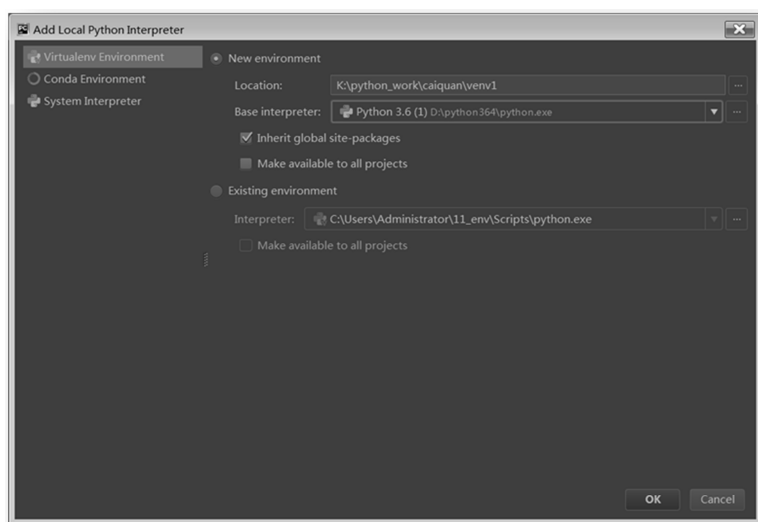 Add Local Python Interpreter
Virtualenv Environment
Conda Environment
System Interpreter
New environment
Location: K:\python_work\caiquan\venv1 ...
Base interpreter: Python 3.6 (1) D:\python364\python.exe ...
Inherit global site-packages
Make available to all projects
Existing environment
Interpreter: C:\Users\Administrator\11_env\Scripts\python.exe ...
Make available to all projects
OK Cancel